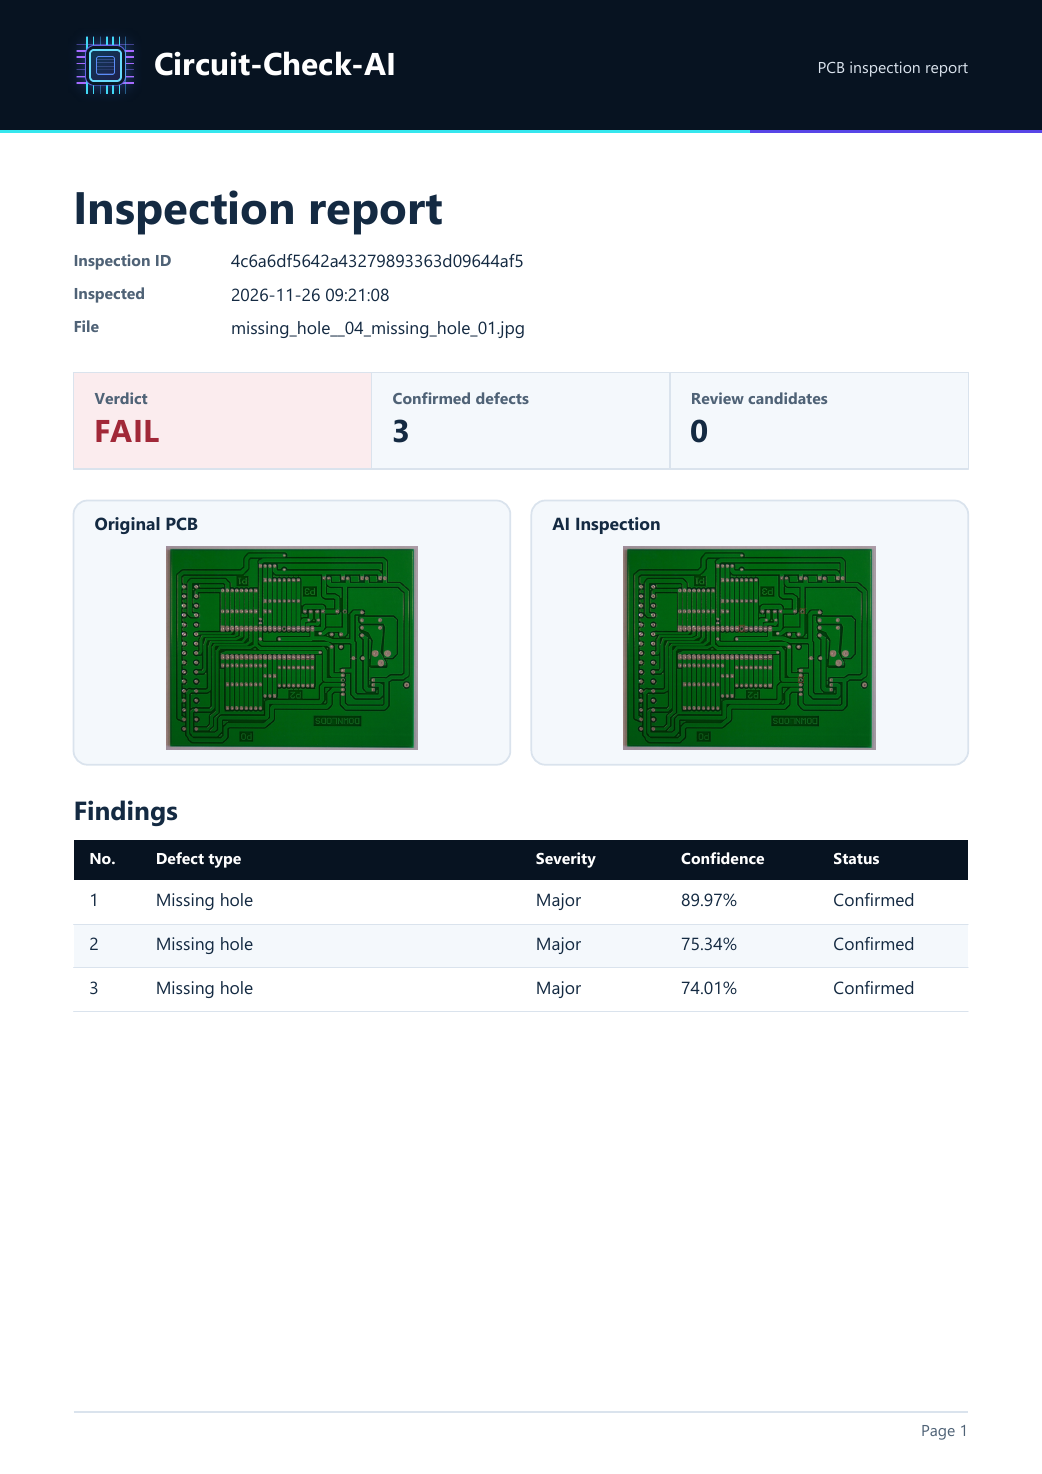 Circuit-Check-AI
PCB inspection report
Inspection report
Inspection ID 4c6a6df5642a43279893363d09644af5
Inspected 2026-11-26 09:21:08
File missing_hole__04_missing_hole_01.jpg
Verdict Confirmed defects Review candidates
FAIL 3 0
Original PCB AI Inspection
Findings
No. Defect type Severity Confidence Status
1 Missing hole Major 89.97% Confirmed
2 Missing hole Major 75.34% Confirmed
3 Missing hole Major 74.01% Confirmed
Page 1